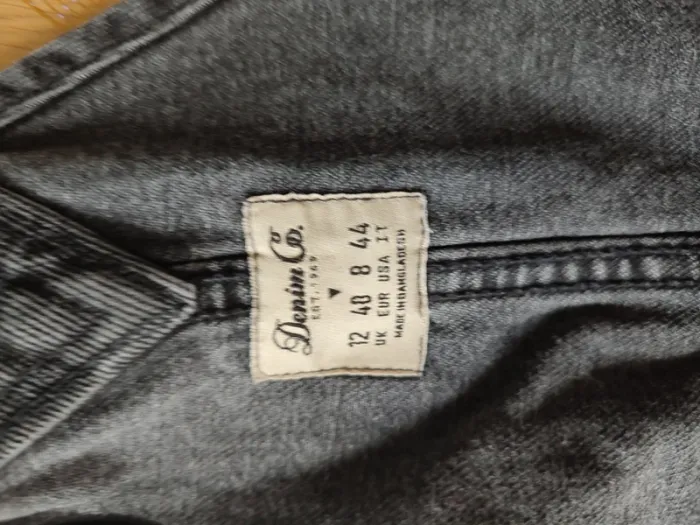 Denim Co.
EST. 1969
12 40 8 44
UK EUR USA IT
MADE IN BANGLADESH